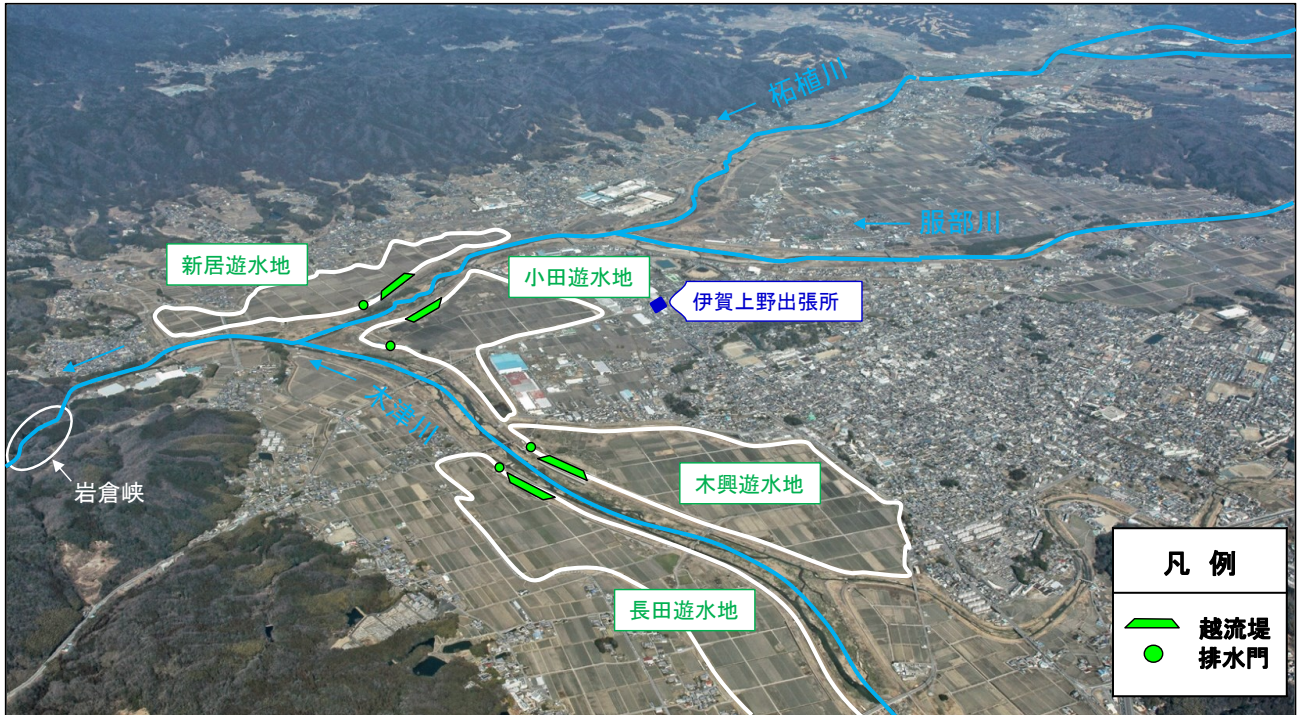 柘植川
服部川
新居遊水地
小田遊水地
伊賀上野出張所
木津川
岩倉峡
木興遊水地
長田遊水地
凡 例
越流堤
排水門